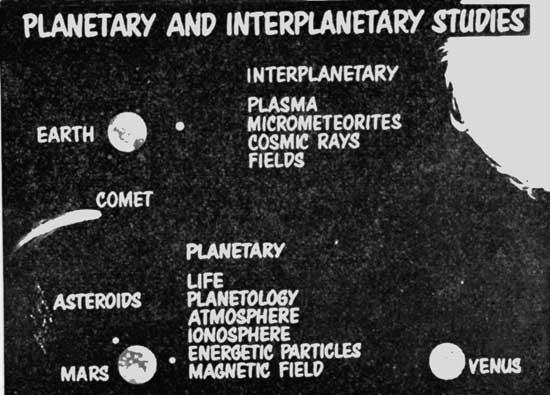 PLANETARY AND INTERPLANETARY STUDIES
INTERPLANETARY
PLASMA
MICROMETEORITES
COSMIC RAYS
FIELDS
EARTH
COMET
PLANETARY
LIFE
PLANETOLOGY
ATMOSPHERE
IONOSPHERE
ENERGETIC PARTICLES
MAGNETIC FIELD
ASTEROIDS
MARS
VENUS